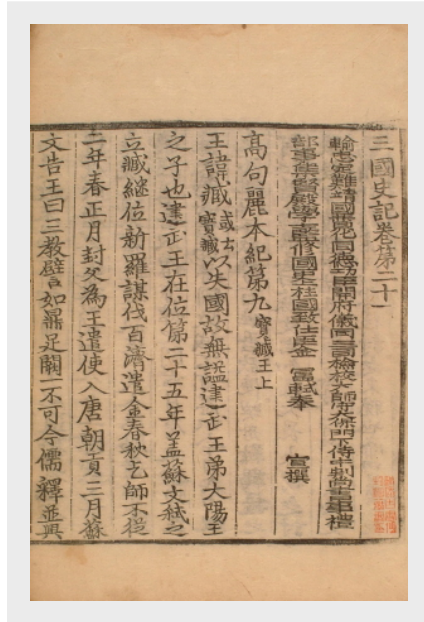 三國史記卷第二十一
輸忠定難靖國贊化同德功臣開府儀同三司檢校太師守太保門下侍中判尚書吏禮
部事集賢殿大學士監修國史上柱國致仕臣金富軾奉
宣撰
高句麗本紀第九 寶臧王上
王諱臧或云寶臧以失國故無諡建武王弟大陽王
之子也建武王在位第二十五年盖蘇文弒之
立臧繼位新羅謀伐百濟遣金春秋乞師不從
二年春正月封父為王遣使入唐朝貢三月蘇
文告王曰三教譬如鼎足闕一不可今儒釋並興